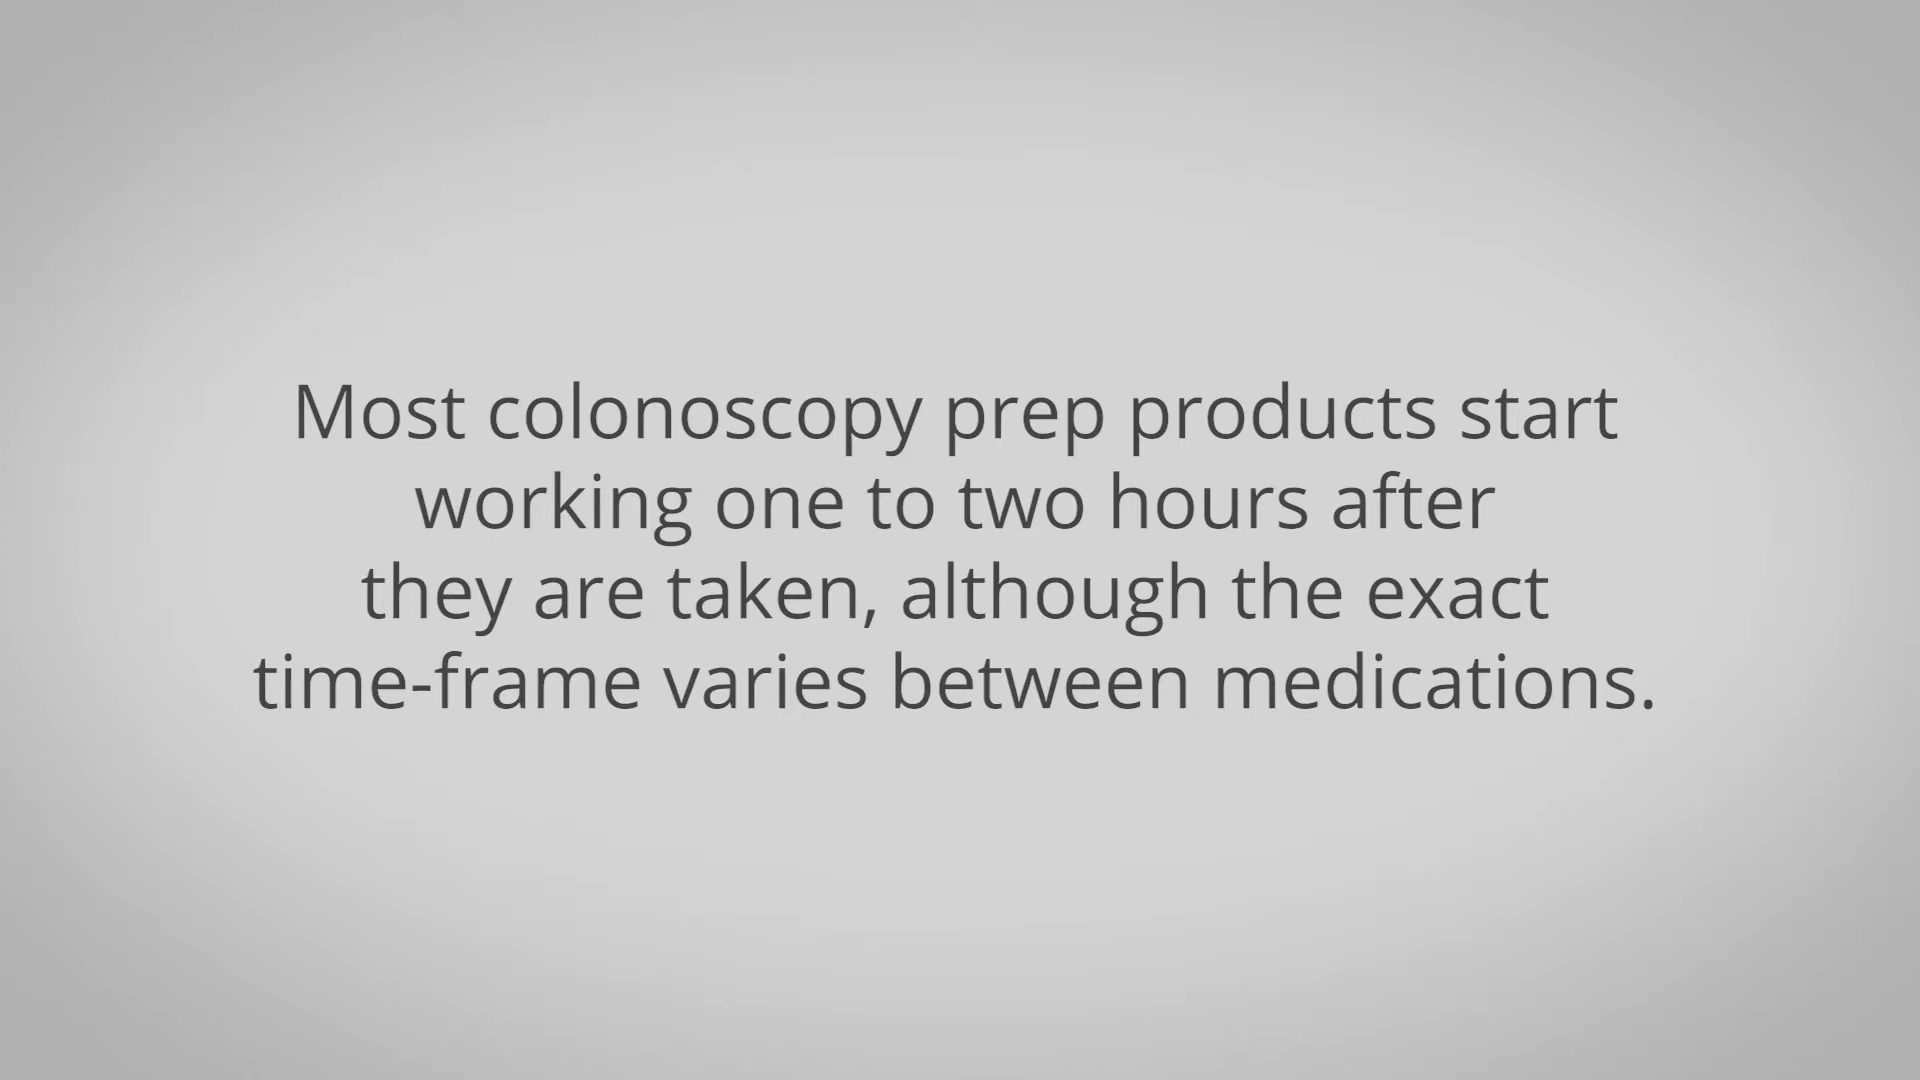 Most colonoscopy prep products start
working one to two hours after
they are taken, although the exact
time-frame varies between medications.